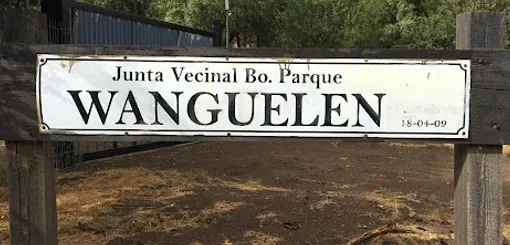 Junta Vecinal Bo. Parque
WANGUELEN
18-04-09